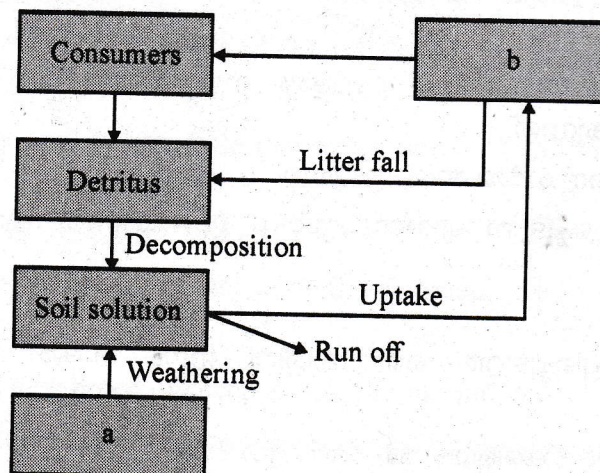 Consumers
b
Litter fall
Detritus
Decomposition
Soil solution
Uptake
Run off
Weathering
a